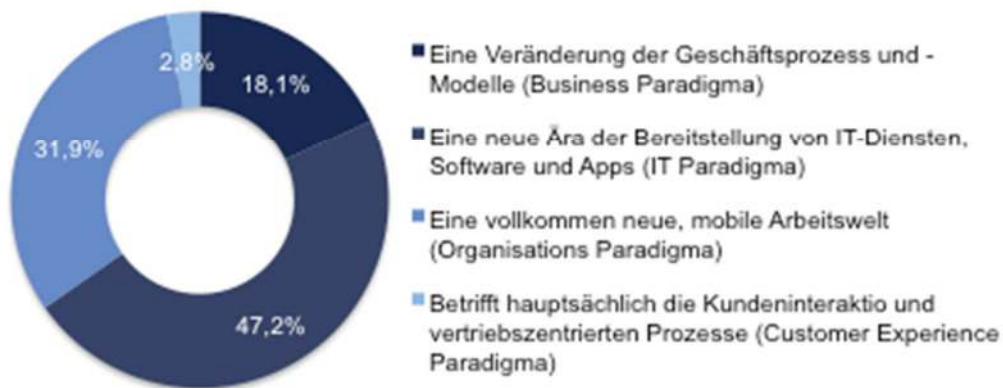 2,8%
18,1%
31,9%
47,2%
Eine Veränderung der Geschäftsprozess und -
Modelle (Business Paradigma)
Eine neue Ära der Bereitstellung von IT-Diensten,
Software und Apps (IT Paradigma)
Eine vollkommen neue, mobile Arbeitswelt
(Organisations Paradigma)
Betrifft hauptsächlich die Kundeninteraktio und
vertriebszentrierten Prozesse (Customer Experience
Paradigma)